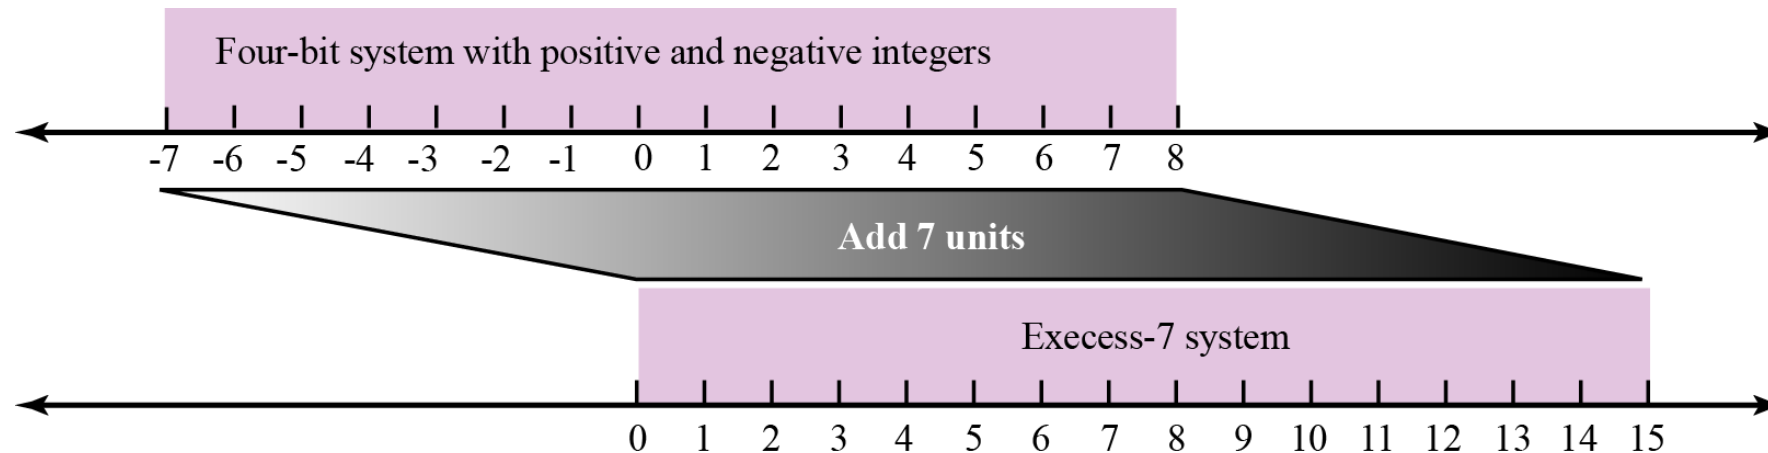 Four-bit system with positive and negative integers
-7 -6 -5 -4 -3 -2 -1 0 1 2 3 4 5 6 7 8
Add 7 units
Execess-7 system
0 1 2 3 4 5 6 7 8 9 10 11 12 13 14 15